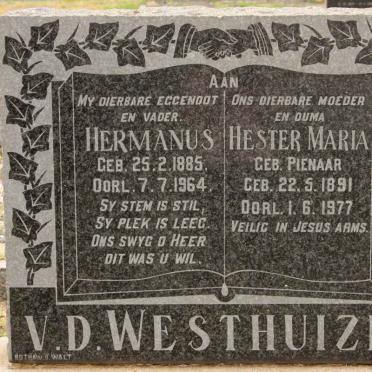 AAN
MY DIERBARE EGGENOOT
EN VADER.
HERMANUS
GEB. 25.2.1885.
OORL. 7.7.1964.
SY STEM IS STIL,
SY PLEK IS LEEG.
ONS SWYG O HEER
DIT WAS U WIL.
ONS DIERBARE MOEDER
EN OUMA
HESTER MARIA
GEB. PIENAAR
GEB. 22.5.1891
OORL. 1.6.1977
VEILIG IN JESUS ARMS.
V.D. WESTHUIZE